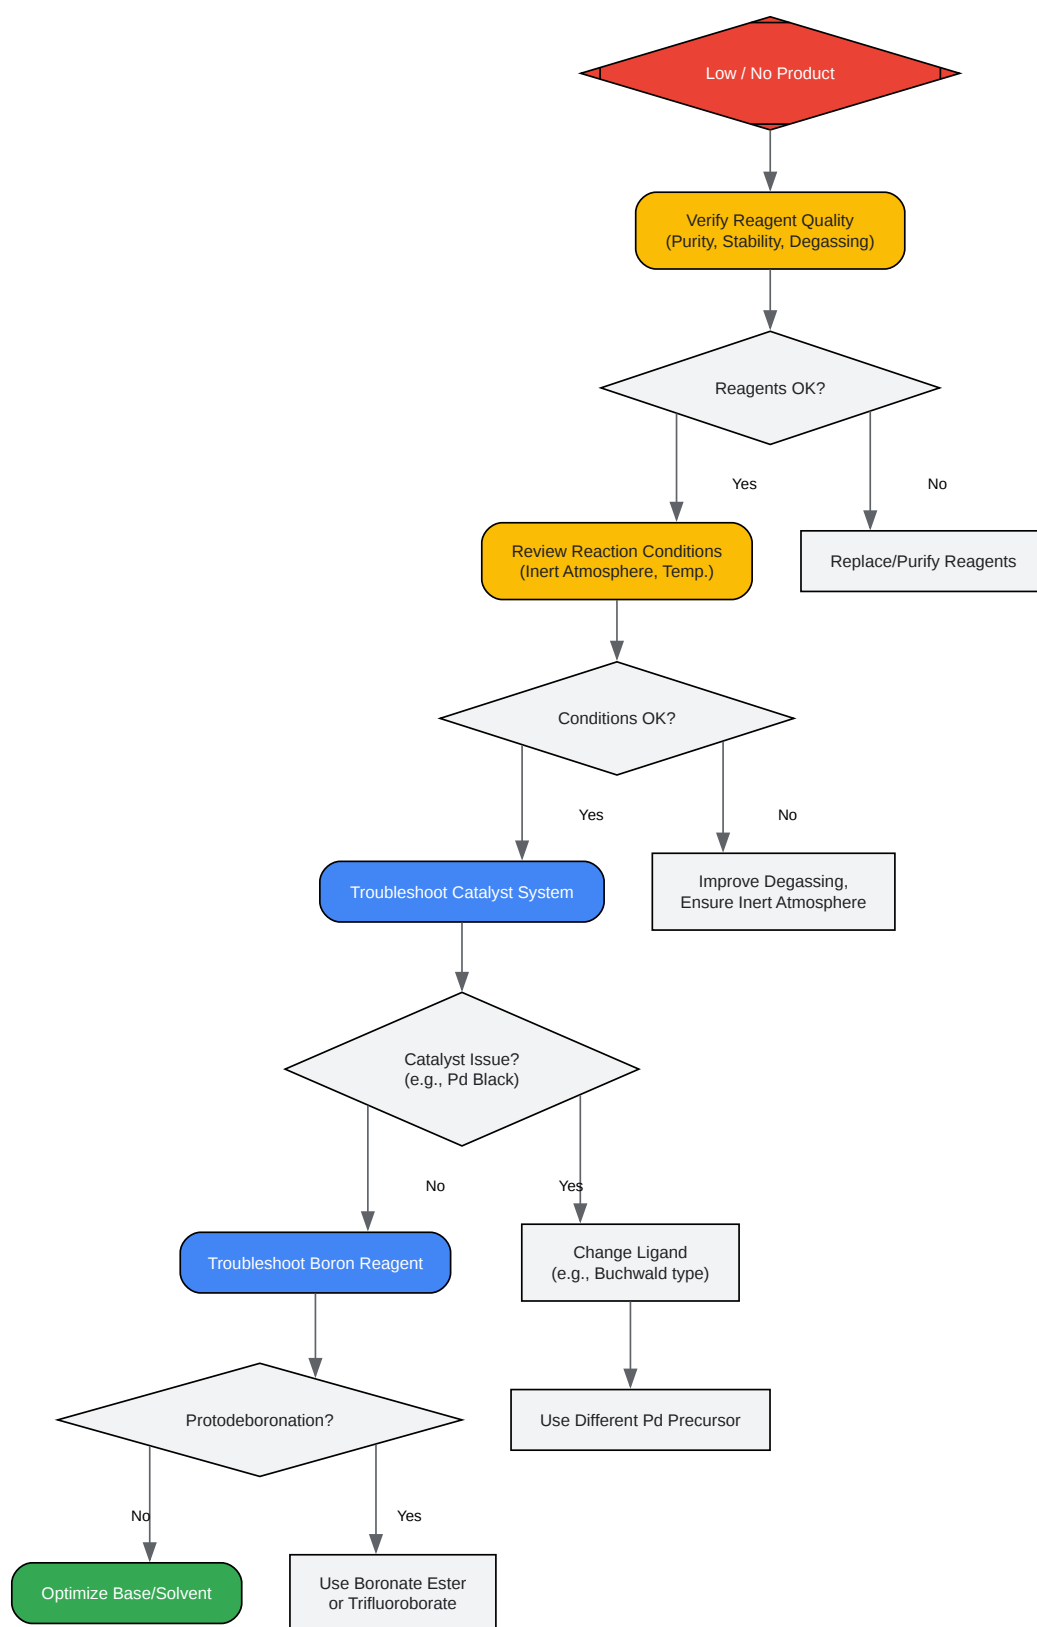 Low / No Product
Verify Reagent Quality
(Purity, Stability, Degassing)
Reagents OK?
Yes
No
Review Reaction Conditions
(Inert Atmosphere, Temp.)
Replace/Purify Reagents
Conditions OK?
Yes
No
Troubleshoot Catalyst System
Improve Degassing,
Ensure Inert Atmosphere
Catalyst Issue?
(e.g., Pd Black)
No
Yes
Troubleshoot Boron Reagent
Change Ligand
(e.g., Buchwald type)
Protodeboronation?
Use Different Pd Precursor
No
Yes
Optimize Base/Solvent
Use Boronate Ester
or Trifluoroborate